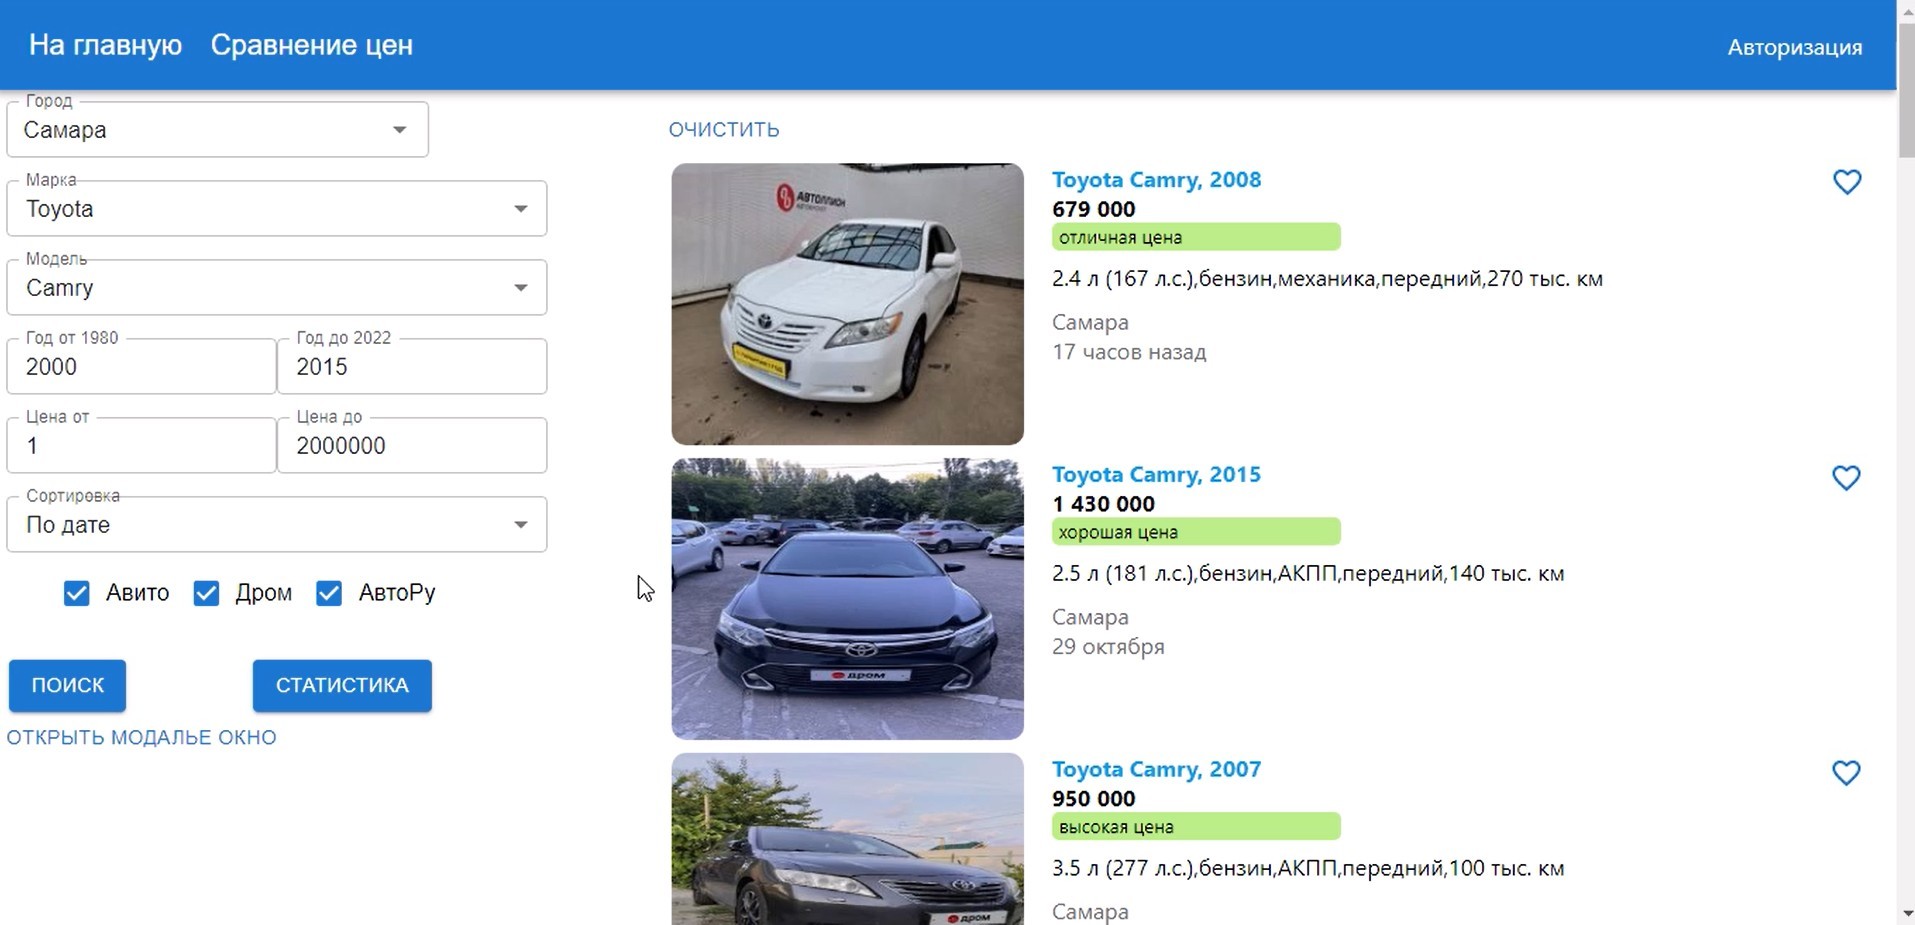 На главную Сравнение цен Авторизация
Город
Самара
Марка
Toyota
Модель
Camry
Год от 1980 Год до 2022
2000 2015
Цена от Цена до
1 2000000
Сортировка
По дате
Авито Дром АвтоРу
ПОИСК СТАТИСТИКА
ОТКРЫТЬ МОДАЛЬЕ ОКНО
ОЧИСТИТЬ
АВТОЛЛИОН
Toyota Camry, 2008
679 000
отличная цена
2.4 л (167 л.с.),бензин,механика,передний,270 тыс. км
Самара
17 часов назад
дром
Toyota Camry, 2015
1 430 000
хорошая цена
2.5 л (181 л.с.),бензин,АКПП,передний,140 тыс. км
Самара
29 октября
дром
Toyota Camry, 2007
950 000
высокая цена
3.5 л (277 л.с.),бензин,АКПП,передний,100 тыс. км
Самара